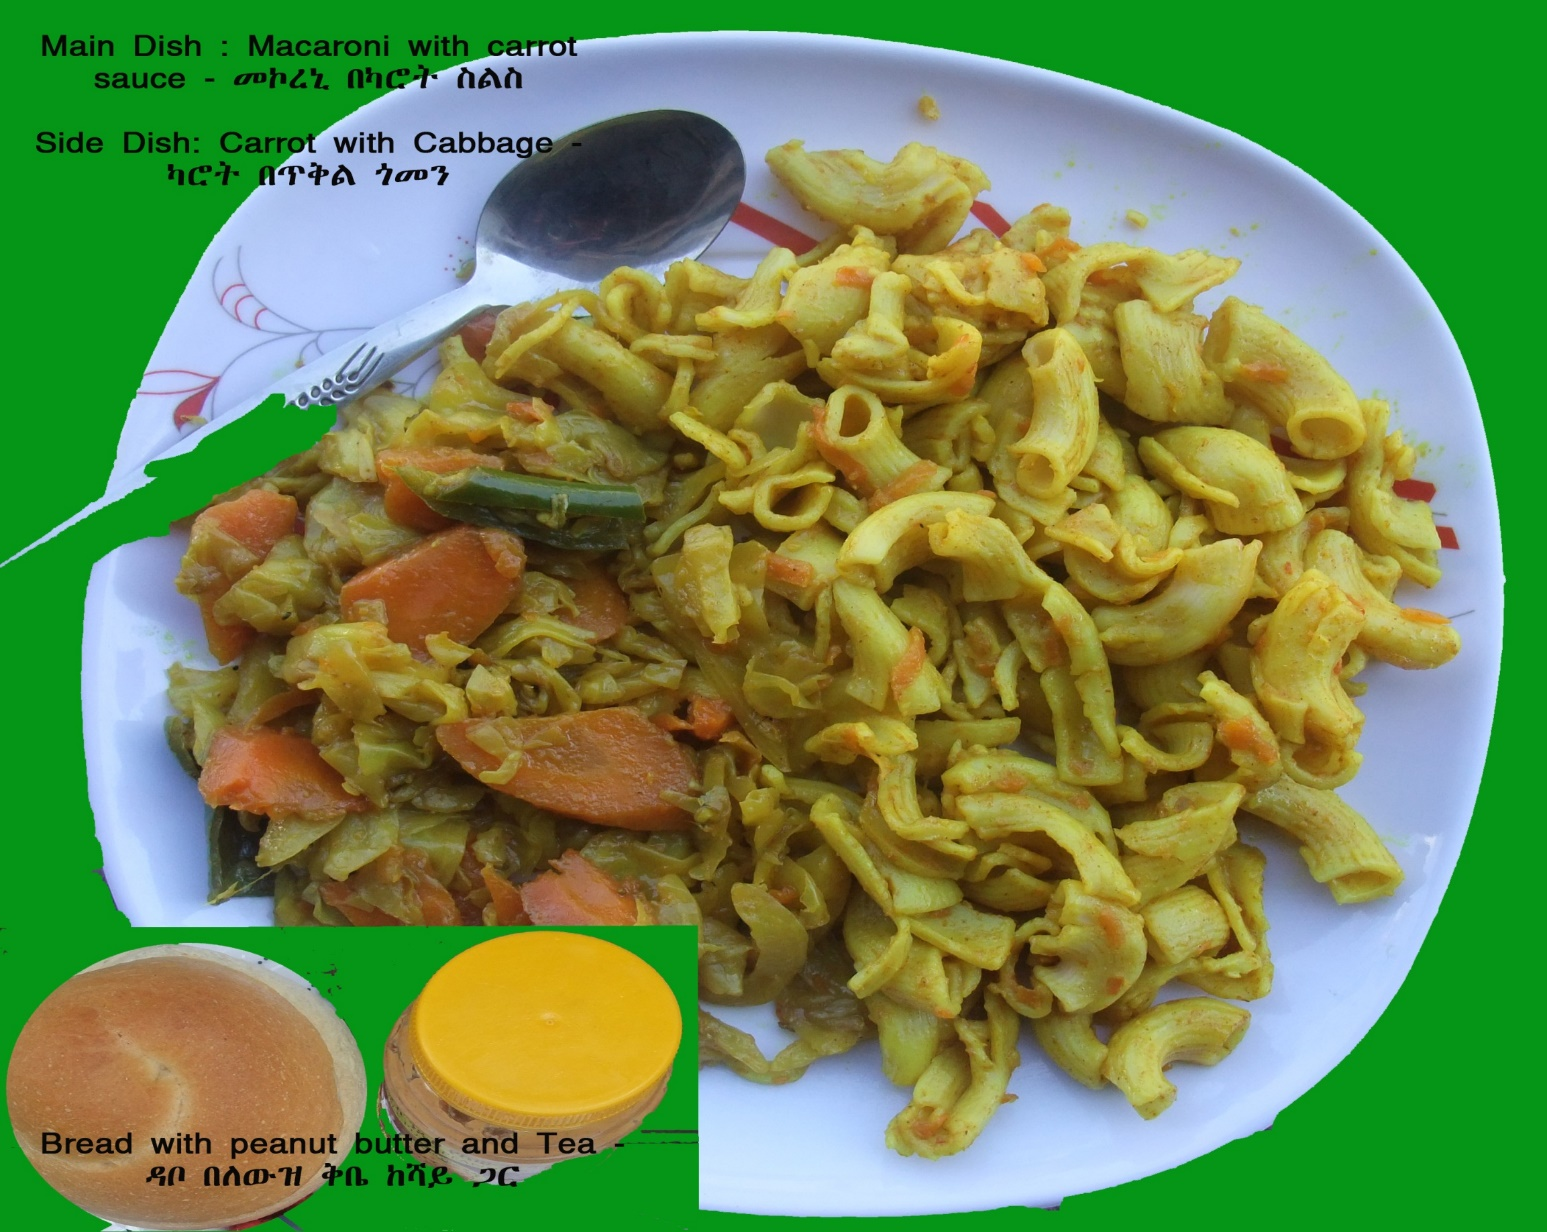 Main Dish : Macaroni with carrot
sauce - መኮረኒ በካሮት ስልስ
Side Dish: Carrot with Cabbage -
ካሮት በጥቅል ጎመን
Bread with peanut butter and Tea -
ዳቦ በለውዝ ቅቤ ከሻይ ጋር